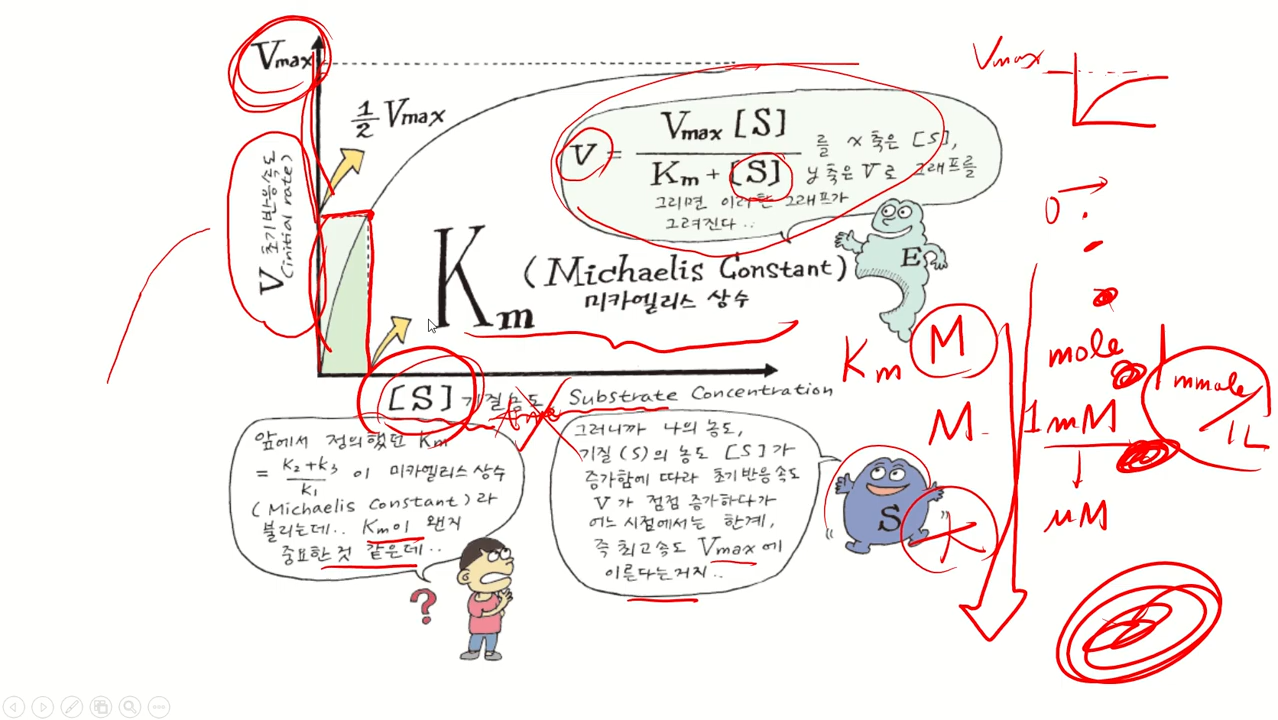 Vmax
½ Vmax
V 초기반응속도
(initial rate)
V = Vmax [S] / Km + [S] 를 x 축은 [S],
y 축은 V로 그래프를
그리면 이러한 그래프가
그려진다..
E
Km
(Michaelis Constant)
미카엘리스 상수
[S] 기질농도 Substrate Concentration
앞에서 정의했던 Km
= k2+k3 / k1 이 미카엘리스 상수
(Michaelis Constant)라
불리는데.. Km이 왠지
중요한 것 같은데..
?
그러니까 나의 농도,
기질(S)의 농도 [S]가
증가함에 따라 초기반응속도
V가 점점 증가하다가
어느 시점에서는 한계,
즉 최고속도 Vmax에
이른다는거지..
S
Vmax
0
Km M
mole
mmole
/1L
M
1mM
μM